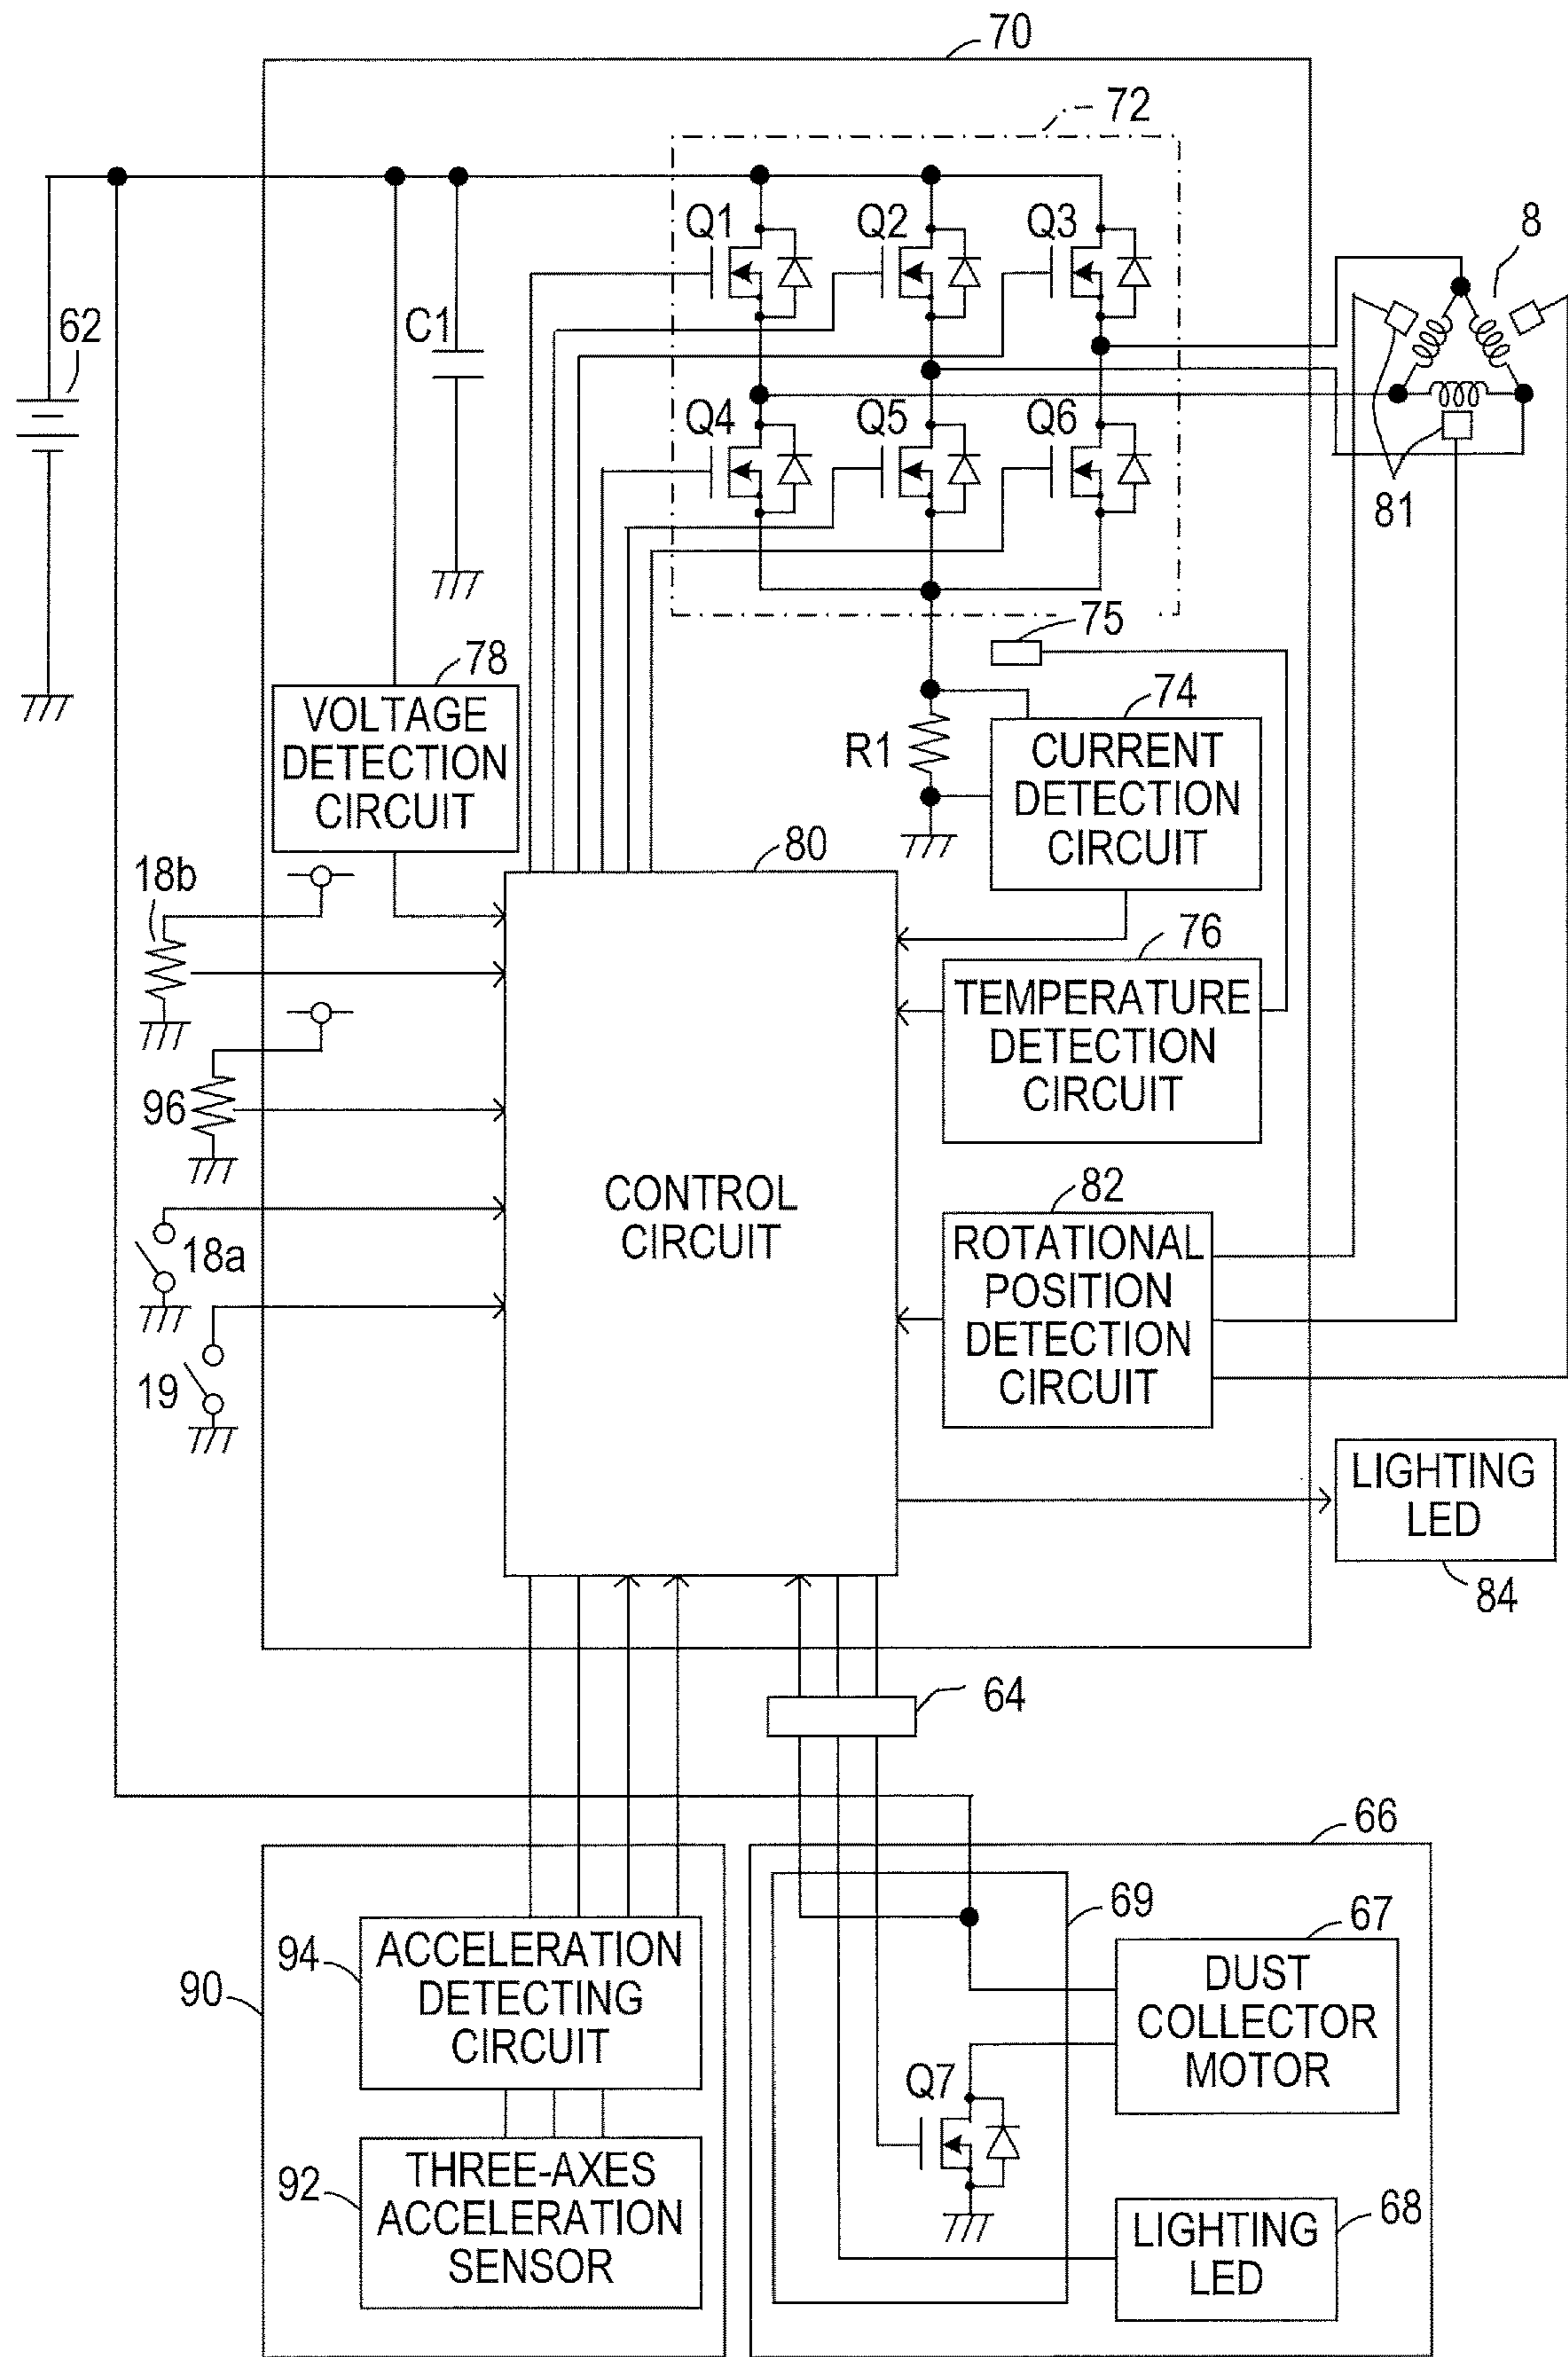 70
72
Q1
Q2
Q3
8
62
C1
Q4
Q5
Q6
81
75
78
VOLTAGE
DETECTION
CIRCUIT
74
R1
CURRENT
DETECTION
CIRCUIT
80
18b
76
TEMPERATURE
DETECTION
CIRCUIT
96
CONTROL
CIRCUIT
82
ROTATIONAL
POSITION
DETECTION
CIRCUIT
18a
19
LIGHTING
LED
84
64
66
69
67
94
ACCELERATION
DETECTING
CIRCUIT
90
DUST
COLLECTOR
MOTOR
Q7
92
THREE-AXES
ACCELERATION
SENSOR
68
LIGHTING
LED